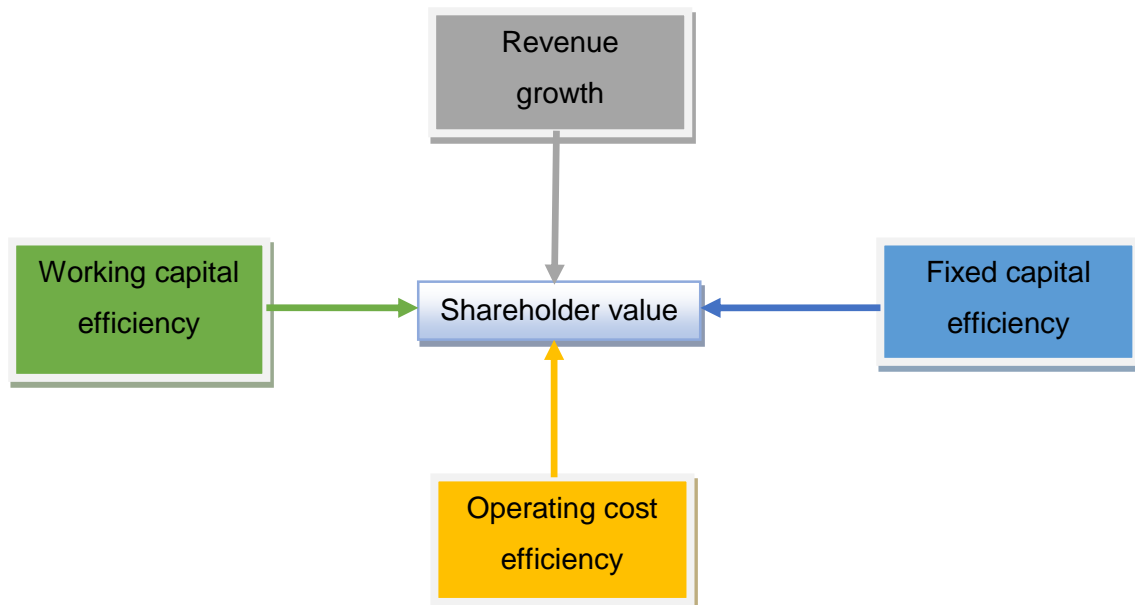 Revenue
growth
Working capital
efficiency
Shareholder value
Fixed capital
efficiency
Operating cost
efficiency